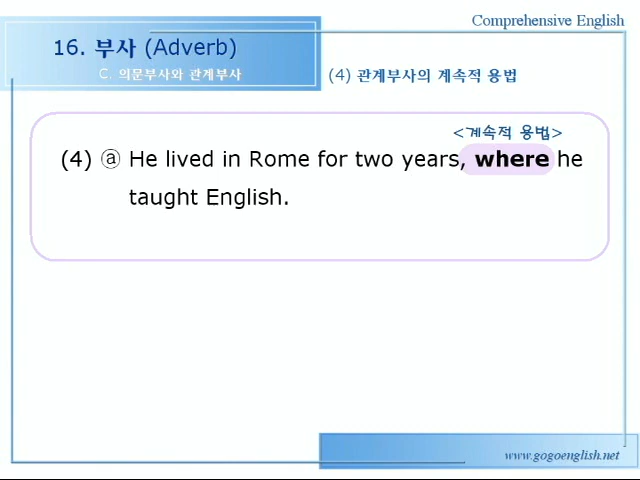 Comprehensive English
16. 부사 (Adverb)
C. 의문부사와 관계부사
(4) 관계부사의 계속적 용법
<계속적 용법>
(4) ⓐ He lived in Rome for two years, where he
taught English.
www.gogoenglish.net